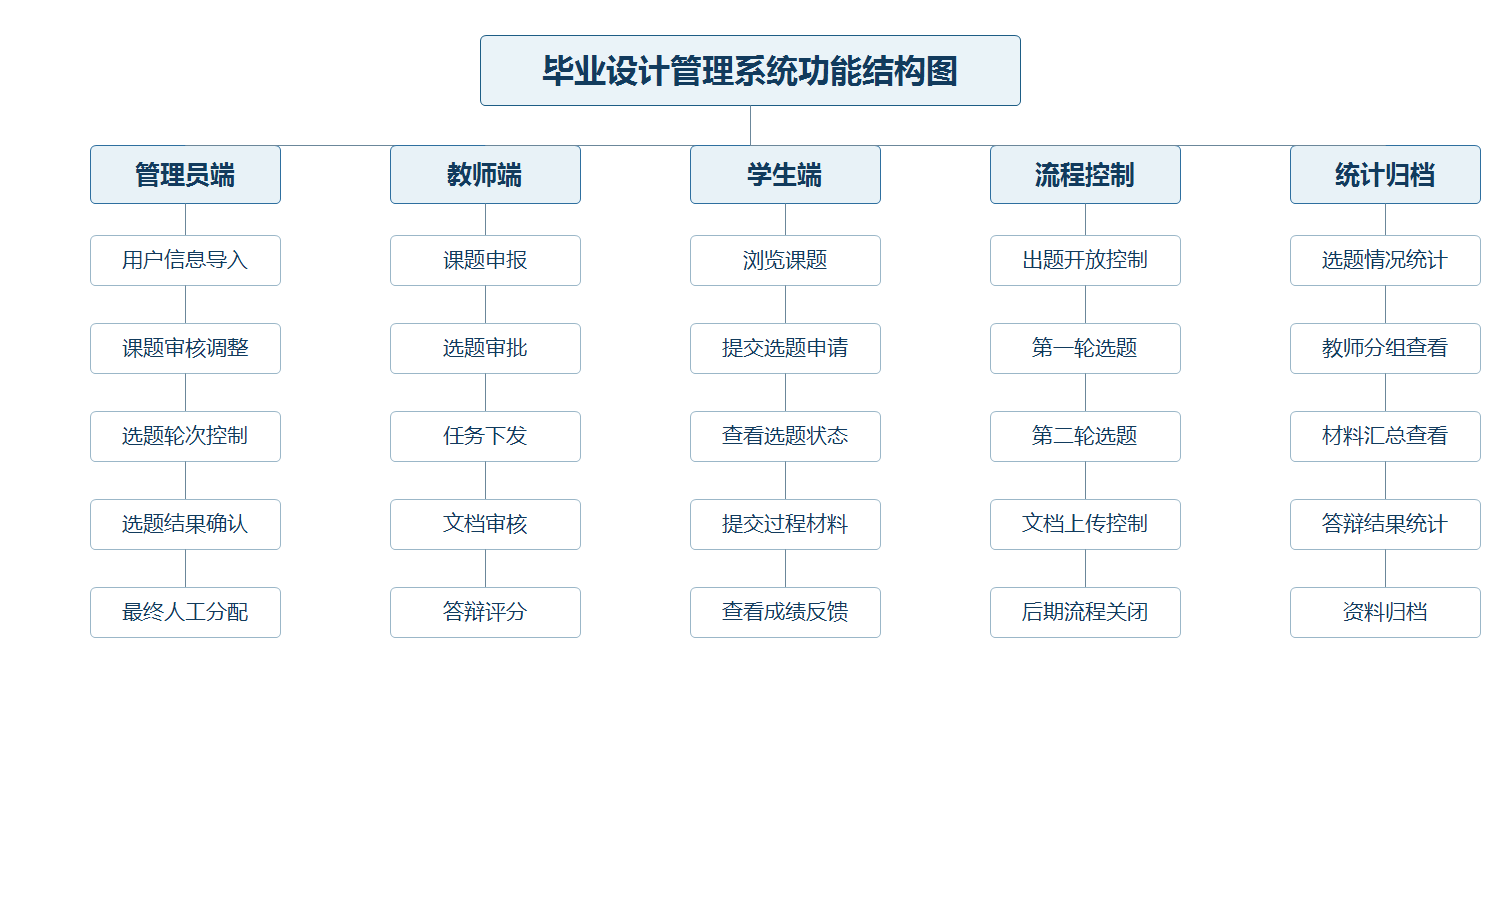 毕业设计管理系统功能结构图
管理员端
用户信息导入
课题审核调整
选题轮次控制
选题结果确认
最终人工分配
教师端
课题申报
选题审批
任务下发
文档审核
答辩评分
学生端
浏览课题
提交选题申请
查看选题状态
提交过程材料
查看成绩反馈
流程控制
出题开放控制
第一轮选题
第二轮选题
文档上传控制
后期流程关闭
统计归档
选题情况统计
教师分组查看
材料汇总查看
答辩结果统计
资料归档